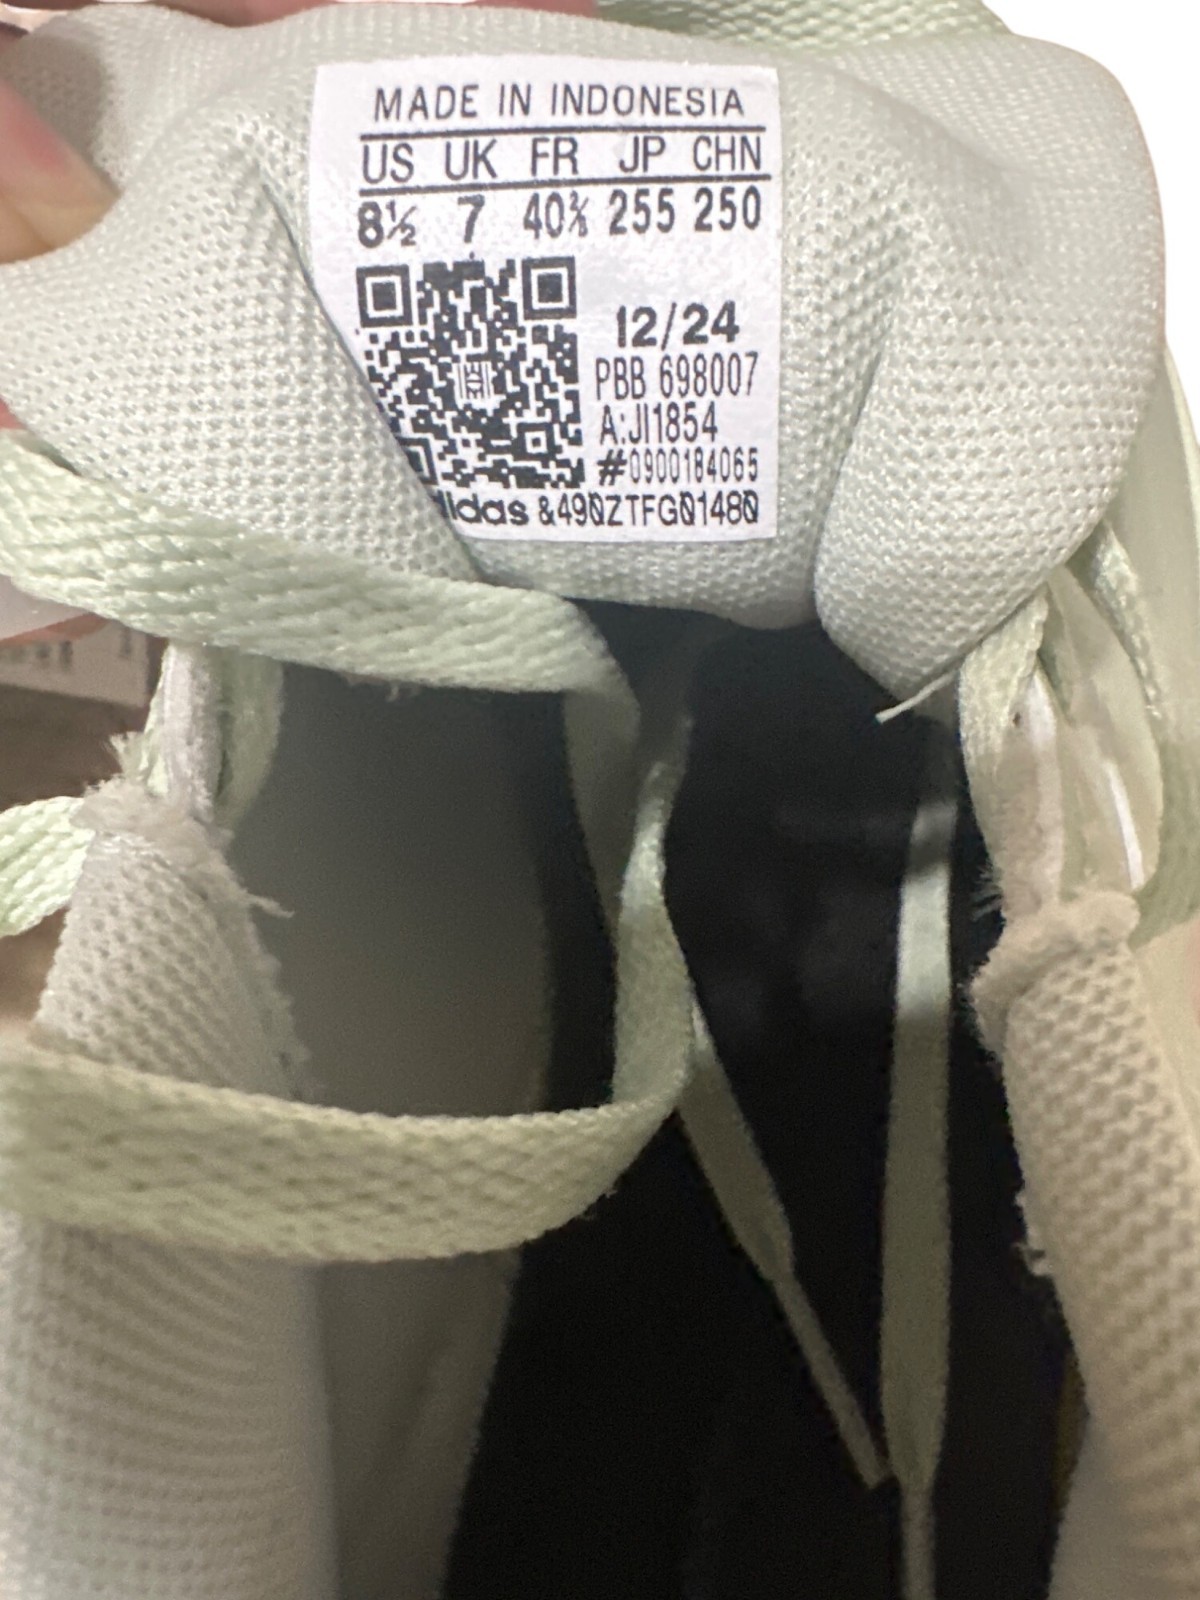 MADE IN INDONESIA
US UK FR JP CHN
8½ 7 40⅔ 255 250
12/24
PBB 698007
A:JI1854
#0900184065
adidas &490ZTFG01480